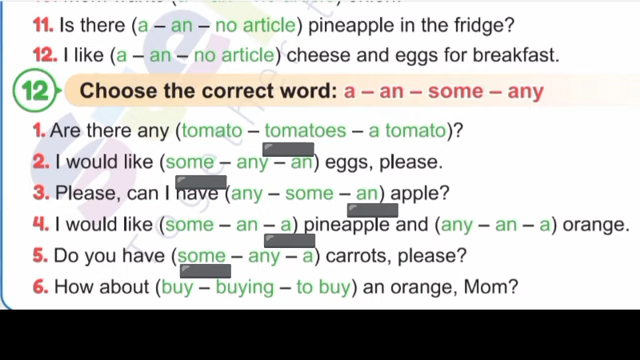 11. Is there (a – an – no article) pineapple in the fridge?
12. I like (a – an – no article) cheese and eggs for breakfast.
12 Choose the correct word: a – an – some – any
1. Are there any (tomato – tomatoes – a tomato)?
2. I would like (some – any – an) eggs, please.
3. Please, can I have (any – some – an) apple?
4. I would like (some – an – a) pineapple and (any – an – a) orange.
5. Do you have (some – any – a) carrots, please?
6. How about (buy – buying – to buy) an orange, Mom?